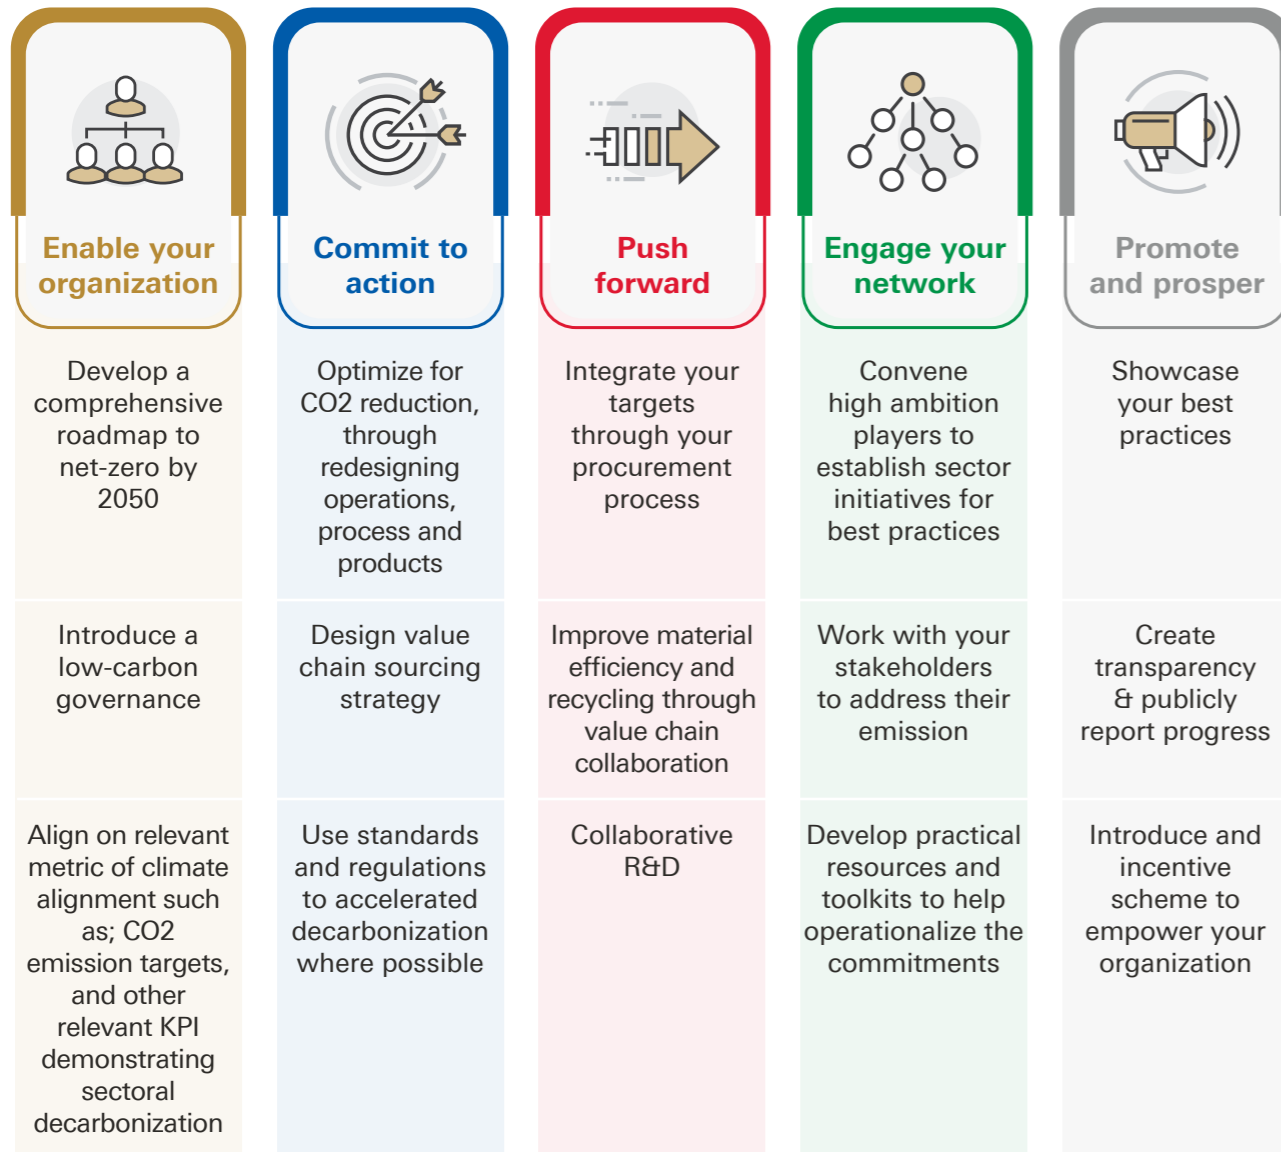 Enable your
organization
Develop a
comprehensive
roadmap to
net-zero by
2050
Introduce a
low-carbon
governance
Align on relevant
metric of climate
alignment such
as; CO2
emission targets,
and other
relevant KPI
demonstrating
sectoral
decarbonization
Commit to
action
Optimize for
CO2 reduction,
through
redesigning
operations,
process and
products
Design value
chain sourcing
strategy
Use standards
and regulations
to accelerated
decarbonization
where possible
Push
forward
Integrate your
targets
through your
procurement
process
Improve material
efficiency and
recycling through
value chain
collaboration
Collaborative
R&D
Engage your
network
Convene
high ambition
players to
establish sector
initiatives for
best practices
Work with your
stakeholders
to address their
emission
Develop practical
resources and
toolkits to help
operationalize the
commitments
Promote
and prosper
Showcase
your best
practices
Create
transparency
& publicly
report progress
Introduce and
incentive
scheme to
empower your
organization